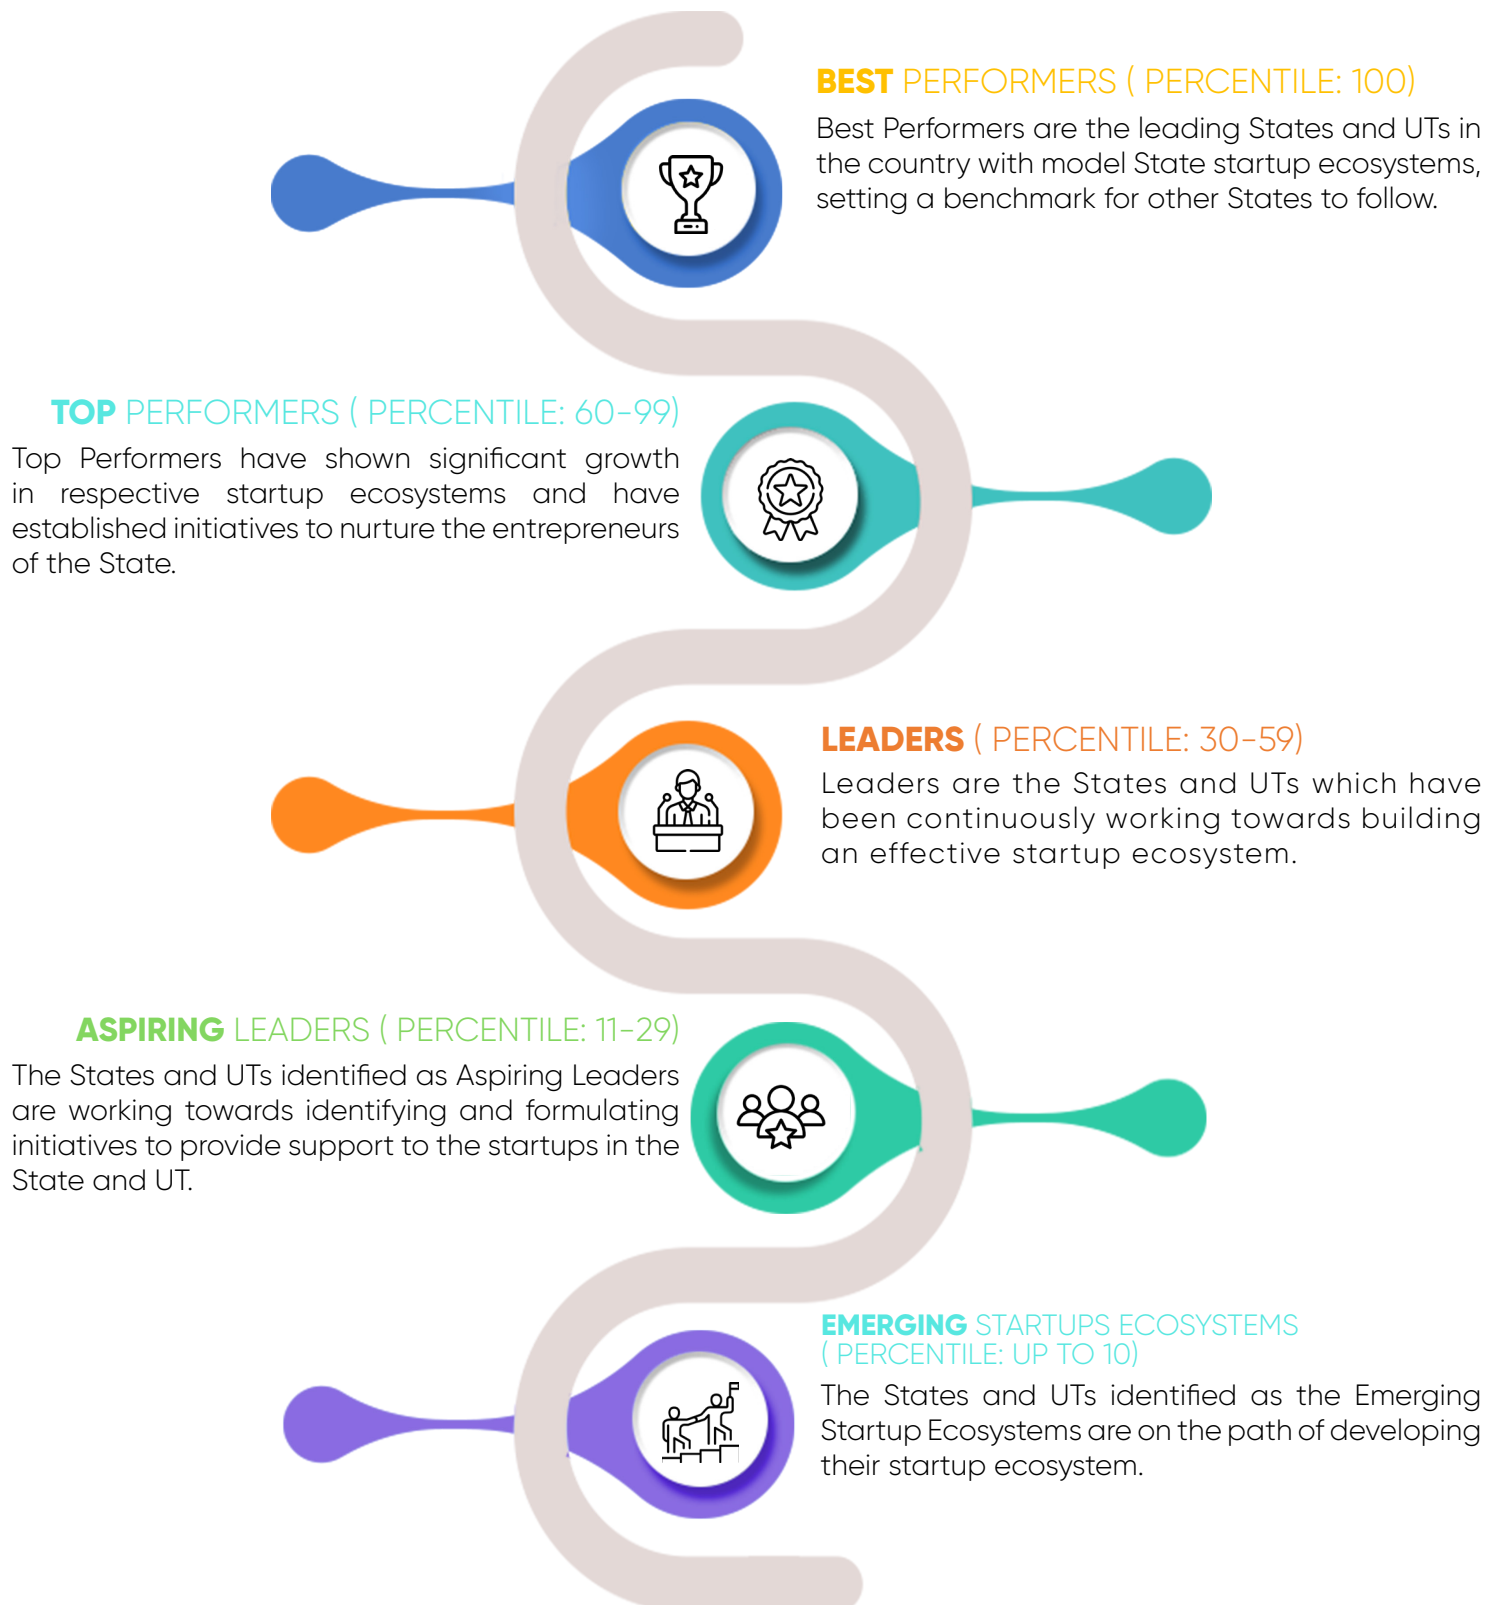 BEST PERFORMERS ( PERCENTILE: 100)
Best Performers are the leading States and UTs in
the country with model State startup ecosystems,
setting a benchmark for other States to follow.
TOP PERFORMERS ( PERCENTILE: 60-99)
Top Performers have shown significant growth
in respective startup ecosystems and have
established initiatives to nurture the entrepreneurs
of the State.
LEADERS ( PERCENTILE: 30-59)
Leaders are the States and UTs which have
been continuously working towards building
an effective startup ecosystem.
ASPIRING LEADERS ( PERCENTILE: 11-29)
The States and UTs identified as Aspiring Leaders
are working towards identifying and formulating
initiatives to provide support to the startups in the
State and UT.
EMERGING STARTUPS ECOSYSTEMS
( PERCENTILE: UP TO 10)
The States and UTs identified as the Emerging
Startup Ecosystems are on the path of developing
their startup ecosystem.